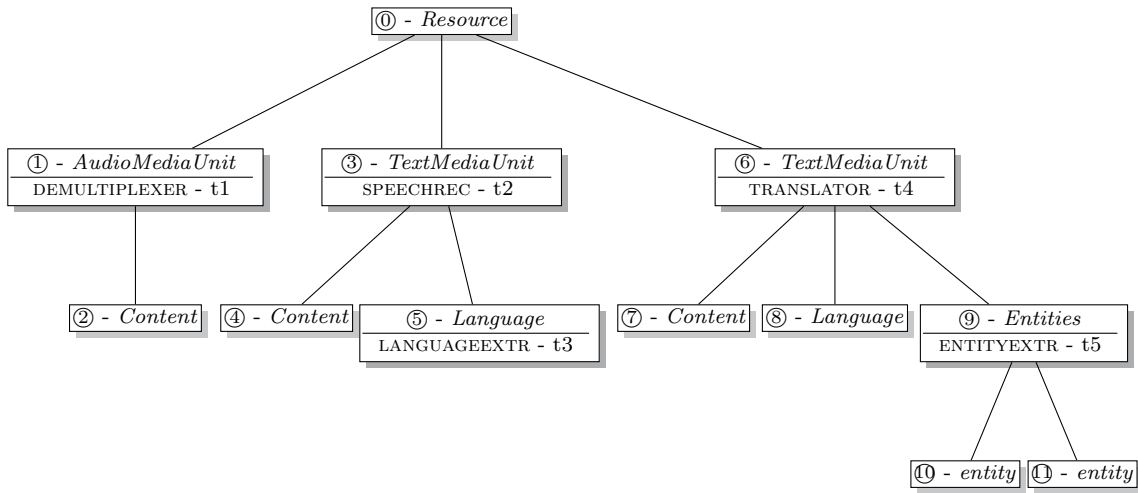 ⓪ - Resource
① - AudioMediaUnit
DEMULTIPLEXER - t1
③ - TextMediaUnit
SPEECHREC - t2
⑥ - TextMediaUnit
TRANSLATOR - t4
② - Content
④ - Content
⑤ - Language
LANGUAGEEXTR - t3
⑦ - Content
⑧ - Language
⑨ - Entities
ENTITYEXTR - t5
⑩ - entity
⑪ - entity